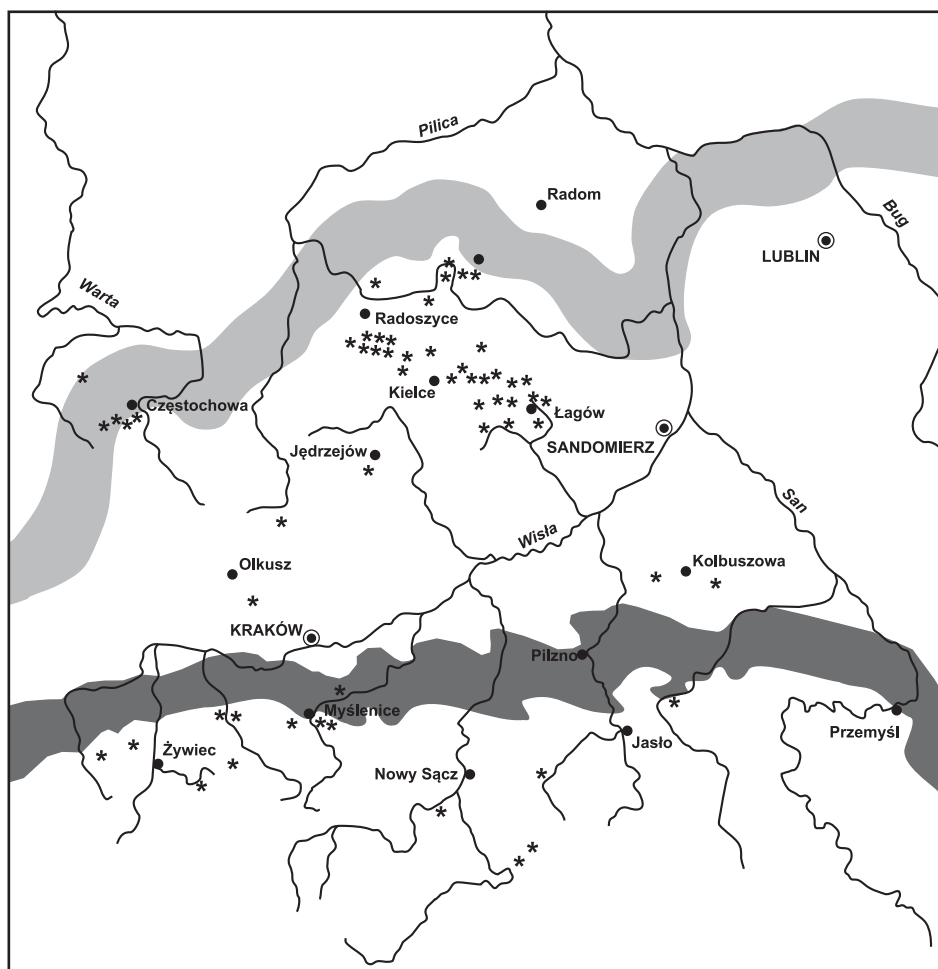 Pilica
Radom
Bug
LUBLIN
Warta
Radoszyce
Kielce
Częstochowa
Łagów
SANDOMIERZ
Jędrzejów
San
Wisła
Olkusz
Kolbuszowa
KRAKÓW
Pilzno
Myślenice
Przemyśl
Jasło
Żywiec
Nowy Sącz